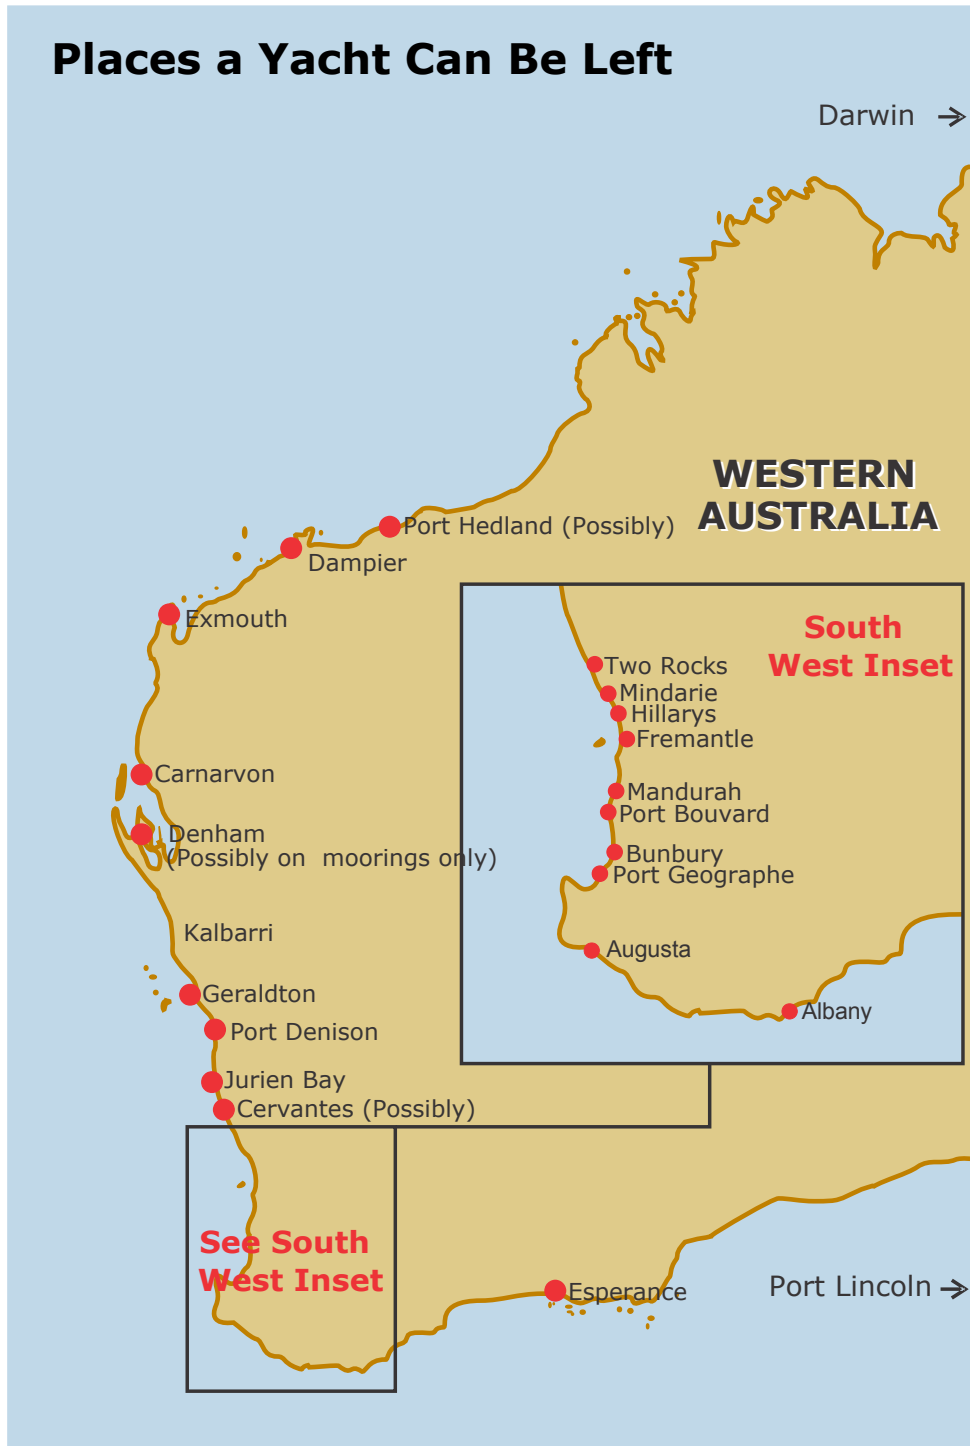 Places a Yacht Can Be Left
Darwin
WESTERN
AUSTRALIA
Port Hedland (Possibly)
Dampier
Exmouth
South
West Inset
Two Rocks
Mindarie
Hillarys
Fremantle
Carnarvon
Mandarah
Port Bouvard
Denham
(Possibly on moorings only)
Bunbury
Port Geographe
Kalbarri
Augusta
Geraldton
Albany
Port Denison
Jurien Bay
Cervantes (Possibly)
See South
West Inset
Esperance
Port Lincoln